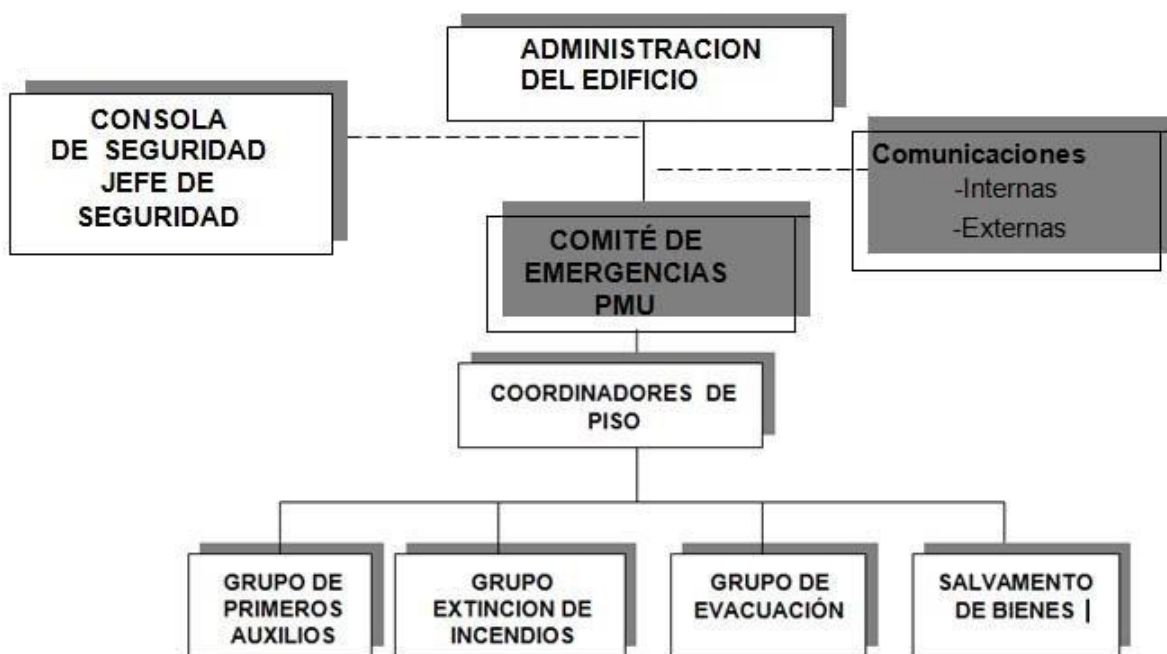 ADMINISTRACION
DEL EDIFICIO
CONSOLA
DE SEGURIDAD
JEFE DE
SEGURIDAD
Comunicaciones
-Internas
-Externas
COMITÉ DE
EMERGENCIAS
PMU
COORDINADORES DE
PISO
GRUPO DE
PRIMEROS
AUXILIOS
GRUPO
EXTINCION DE
INCENDIOS
GRUPO DE
EVACUACIÓN
SALVAMENTO
DE BIENES